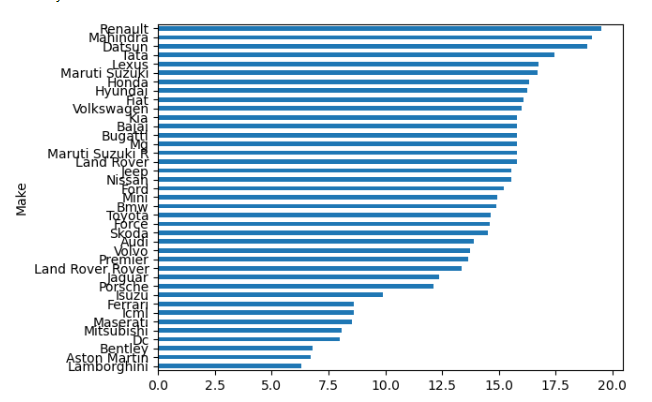 Renault
Mahindra
Datsun
Tata
Lexus
Maruti Suzuki
Honda
Hyundai
Fiat
Volkswagen
Kia
Bajaj
Bugatti
Mg
Maruti Suzuki R
Land Rover
Jeep
Nissan
Ford
Mini
Bmw
Toyota
Force
Skoda
Audi
Volvo
Premier
Land Rover Rover
Jaguar
Porsche
Isuzu
Ferrari
Icml
Maserati
Mitsubishi
Dc
Bentley
Aston Martin
Lamborghini
Make
0.0 2.5 5.0 7.5 10.0 12.5 15.0 17.5 20.0